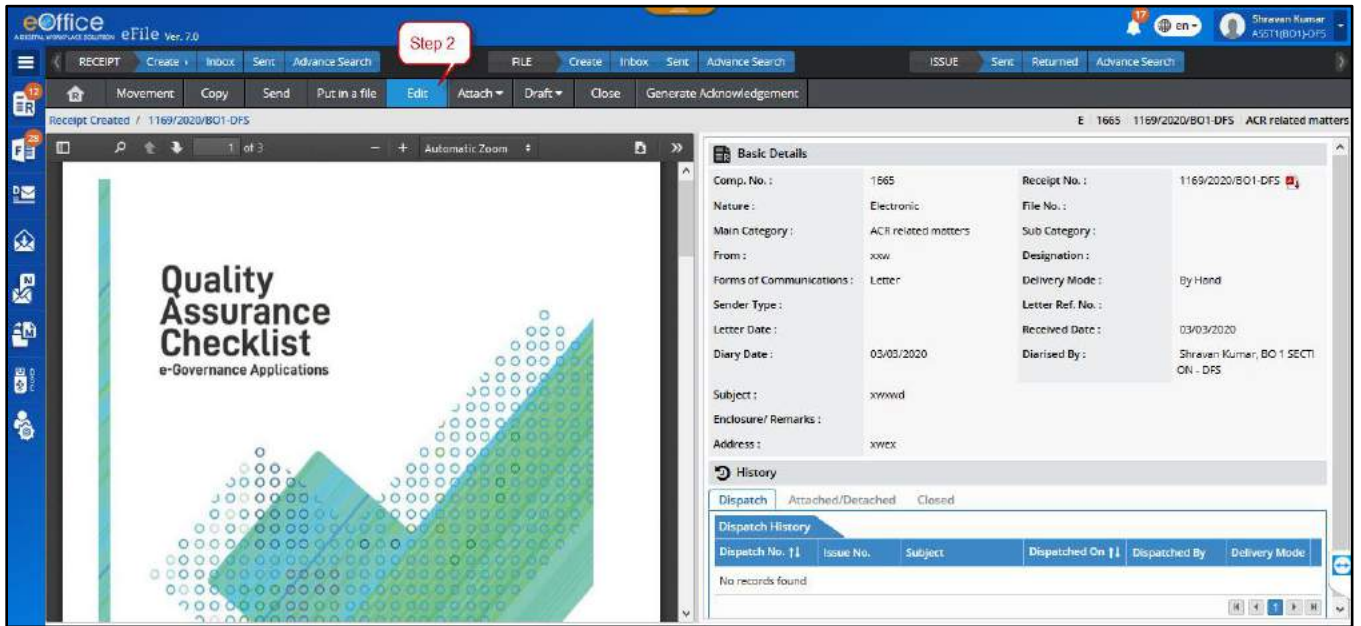 eOffice
A DIGITAL WORKPLACE SOLUTION
eFile Ver. 7.0
17
en
Shravan Kumar
ASST1(BO1)-DFS
Step 2
RECEIPT Create Inbox Sent Advance Search FILE Create Inbox Sent Advance Search ISSUE Sent Returned Advance Search
Movement Copy Send Put in a file Edit Attach Draft Close Generate Acknowledgement
12
28
Receipt Created / 1169/2020/BO1-DFS
E 1665 1169/2020/BO1-DFS ACR related matters
1 of 3 − + Automatic Zoom
Quality
Assurance
Checklist
e-Governance Applications
Basic Details
Comp. No. : 1665 Receipt No. : 1169/2020/BO1-DFS
Nature : Electronic File No. :
Main Category : ACR related matters Sub Category :
From : xxw Designation :
Forms of Communications : Letter Delivery Mode : By Hand
Sender Type : Letter Ref. No. :
Letter Date : Received Date : 03/03/2020
Diary Date : 03/03/2020 Diarised By : Shravan Kumar, BO 1 SECTI
ON - DFS
Subject : xwxwd
Enclosure/ Remarks :
Address : xwex
History
Dispatch Attached/Detached Closed
Dispatch History
Dispatch No. Issue No. Subject Dispatched On Dispatched By Delivery Mode
No records found
1